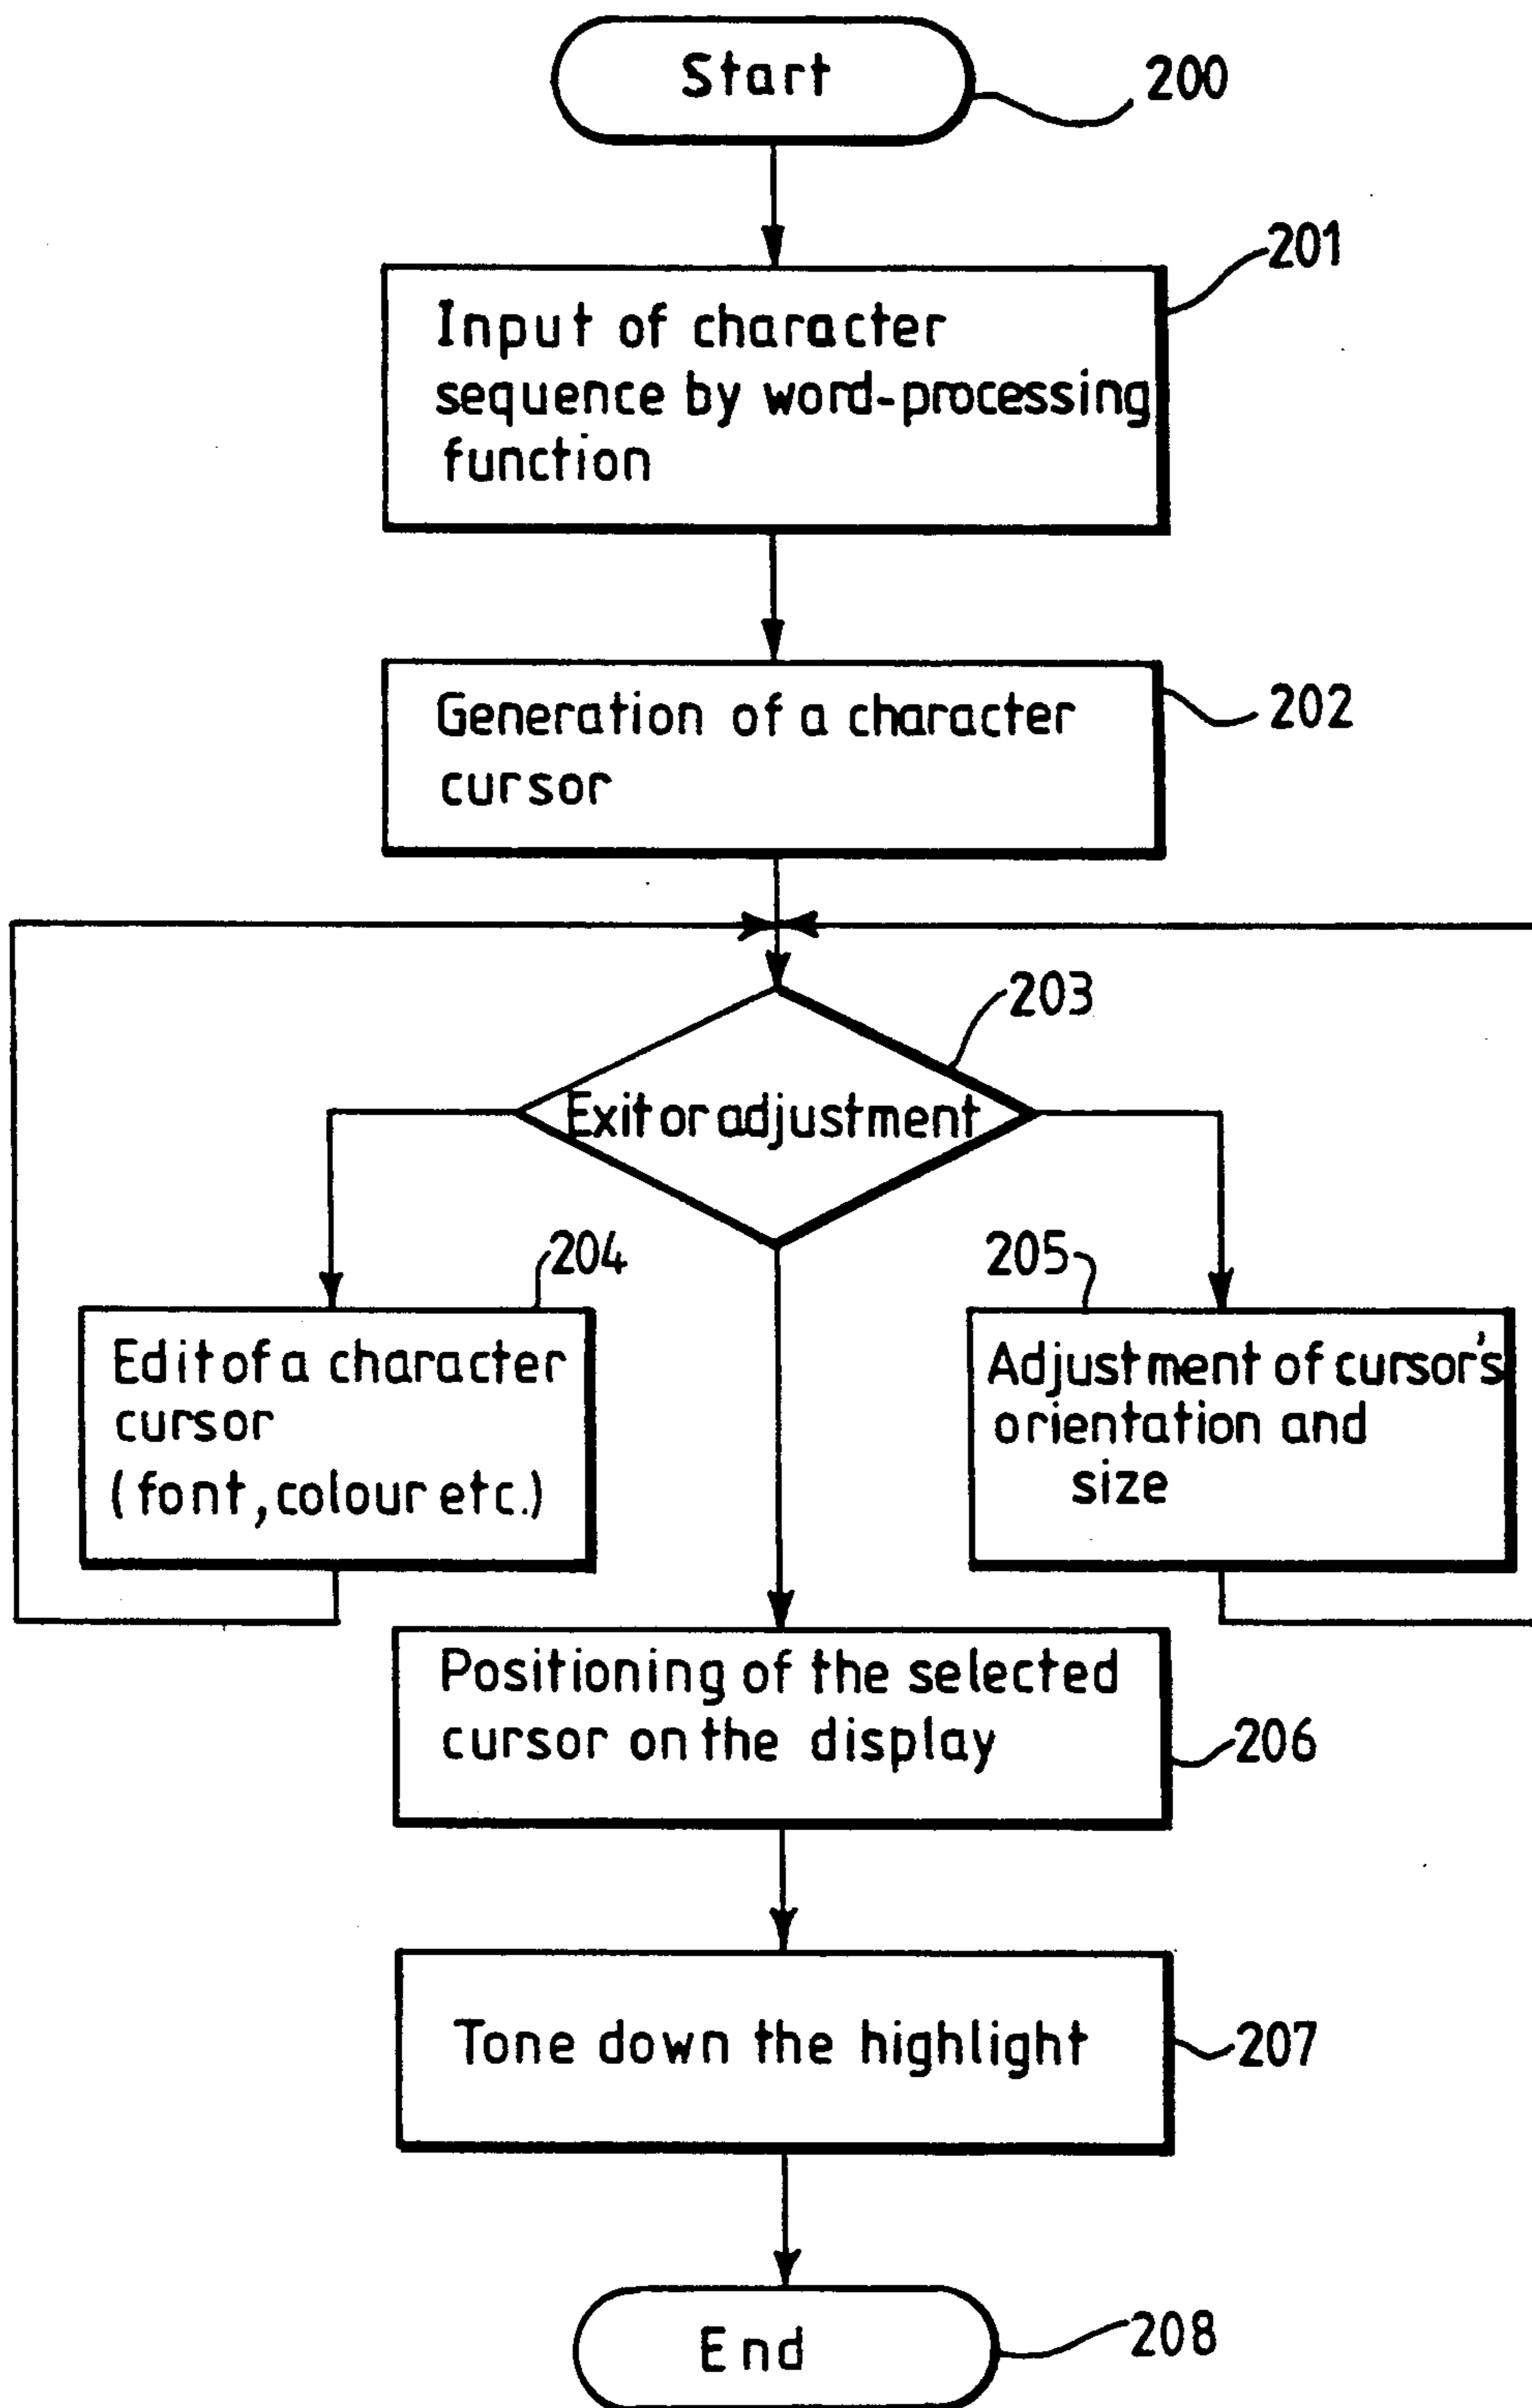 Start
200
201
Input of character
sequence by word-processing
function
Generation of a character
cursor
202
203
Exit or adjustment
204
Edit of a character
cursor
(font, colour etc.)
205
Adjustment of cursor's
orientation and
size
Positioning of the selected
cursor on the display
206
Tone down the highlight
207
End
208